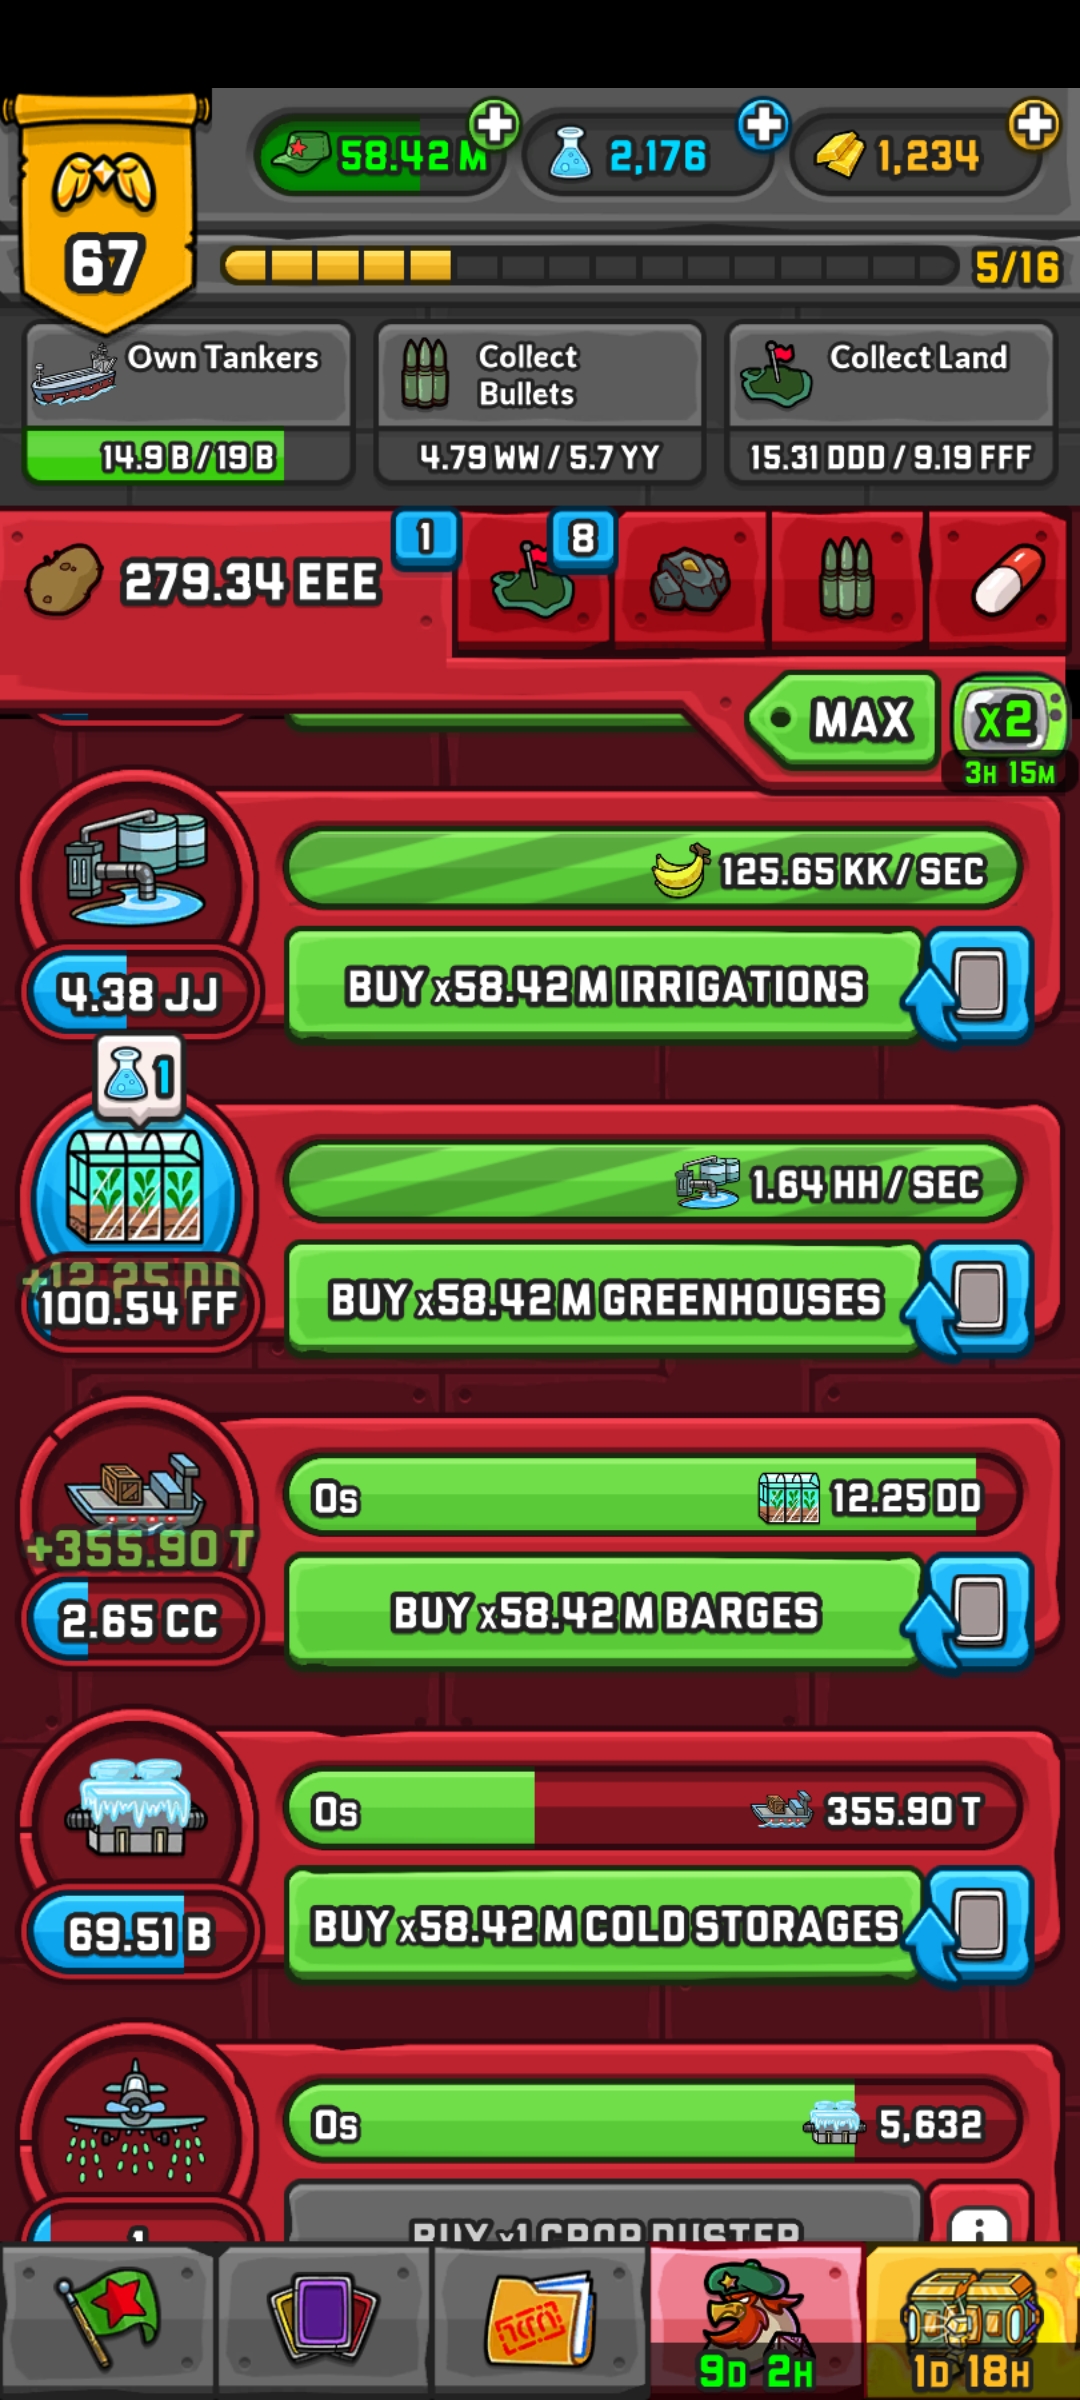 58.42 M
2,176
1,234
67
5/16
Own Tankers
14.9 B / 19 B
Collect
Bullets
4.79 WW / 5.7 YY
Collect Land
15.31 DDD / 9.19 FFF
279.34 EEE
1
8
MAX
x2
3H 15M
125.65 KK / SEC
4.38 JJ
BUY x58.42 M IRRIGATIONS
1
1.64 HH / SEC
+12.25 DD
100.54 FF
BUY x58.42 M GREENHOUSES
0s
12.25 DD
+355.90 T
2.65 CC
BUY x58.42 M BARGES
0s
355.90 T
69.51 B
BUY x58.42 M COLD STORAGES
0s
5,632
1
BUY x1 CROP DUSTER
9D 2H
1D 18H